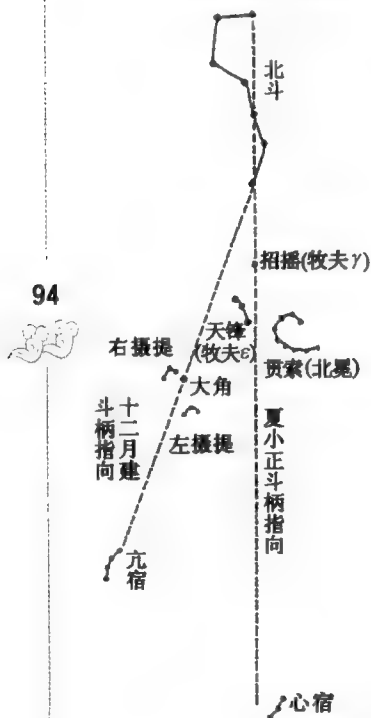 北斗
招摇(牧夫γ)
94
天锋
(牧夫ε)
右摄提
贯索(北冕)
大角
十二月建
斗柄指向
左摄提
夏小正斗柄指向
亢宿
心宿